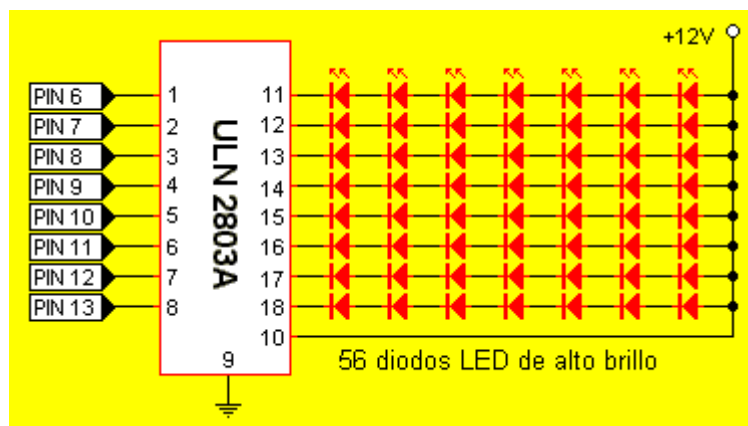 +12V
PIN 6 1 11
PIN 7 2 12
PIN 8 3 13
PIN 9 4 14
PIN 10 5 15
PIN 11 6 16
PIN 12 7 17
PIN 13 8 18
ULN 2803A
10
9
56 diodos LED de alto brillo